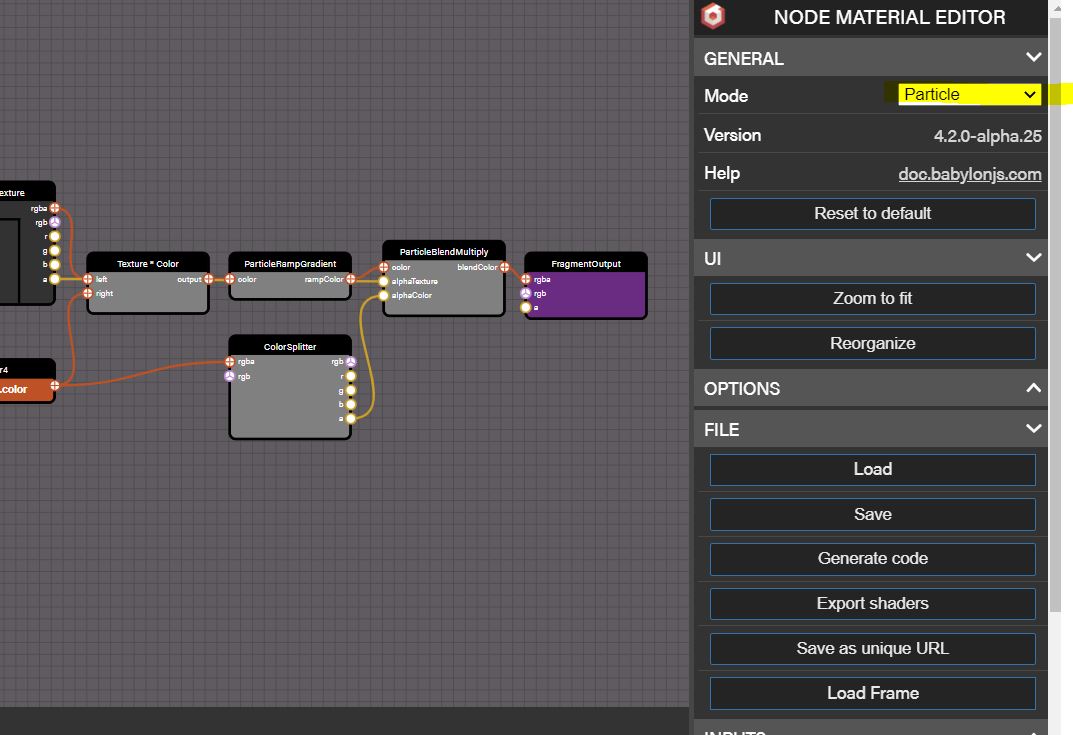 NODE MATERIAL EDITOR
GENERAL
Mode Particle
Version 4.2.0-alpha.25
Help doc.babylonjs.com
Reset to default
UI
Zoom to fit
Reorganize
OPTIONS
FILE
Load
Save
Generate code
Export shaders
Save as unique URL
Load Frame
INPUTS
exture
rgba
rgb
r
g
b
a
Texture * Color
left output
right
ParticleRampGradient
color rampColor
ParticleBlendMultiply
color blendColor
alphaTexture
alphaColor
FragmentOutput
rgba
rgb
a
ColorSplitter
rgba rgb
rgb r
g
b
a
r4
.color